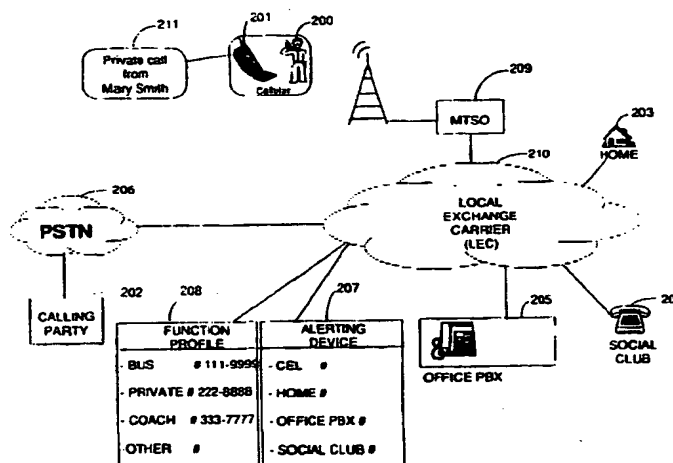 211
201
200
Private call
from
Mary Smith
Cellular
209
MTSO
203
HOME
210
206
PSTN
LOCAL
EXCHANGE
CARRIER
(LEC)
202
CALLING
PARTY
208
207
FUNCTION
PROFILE
- BUS # 111-9999
- PRIVATE # 222-8888
- COACH # 333-7777
- OTHER #
ALERTING
DEVICE
- CEL #
- HOME #
- OFFICE PBX #
- SOCIAL CLUB #
205
OFFICE PBX
SOCIAL
CLUB